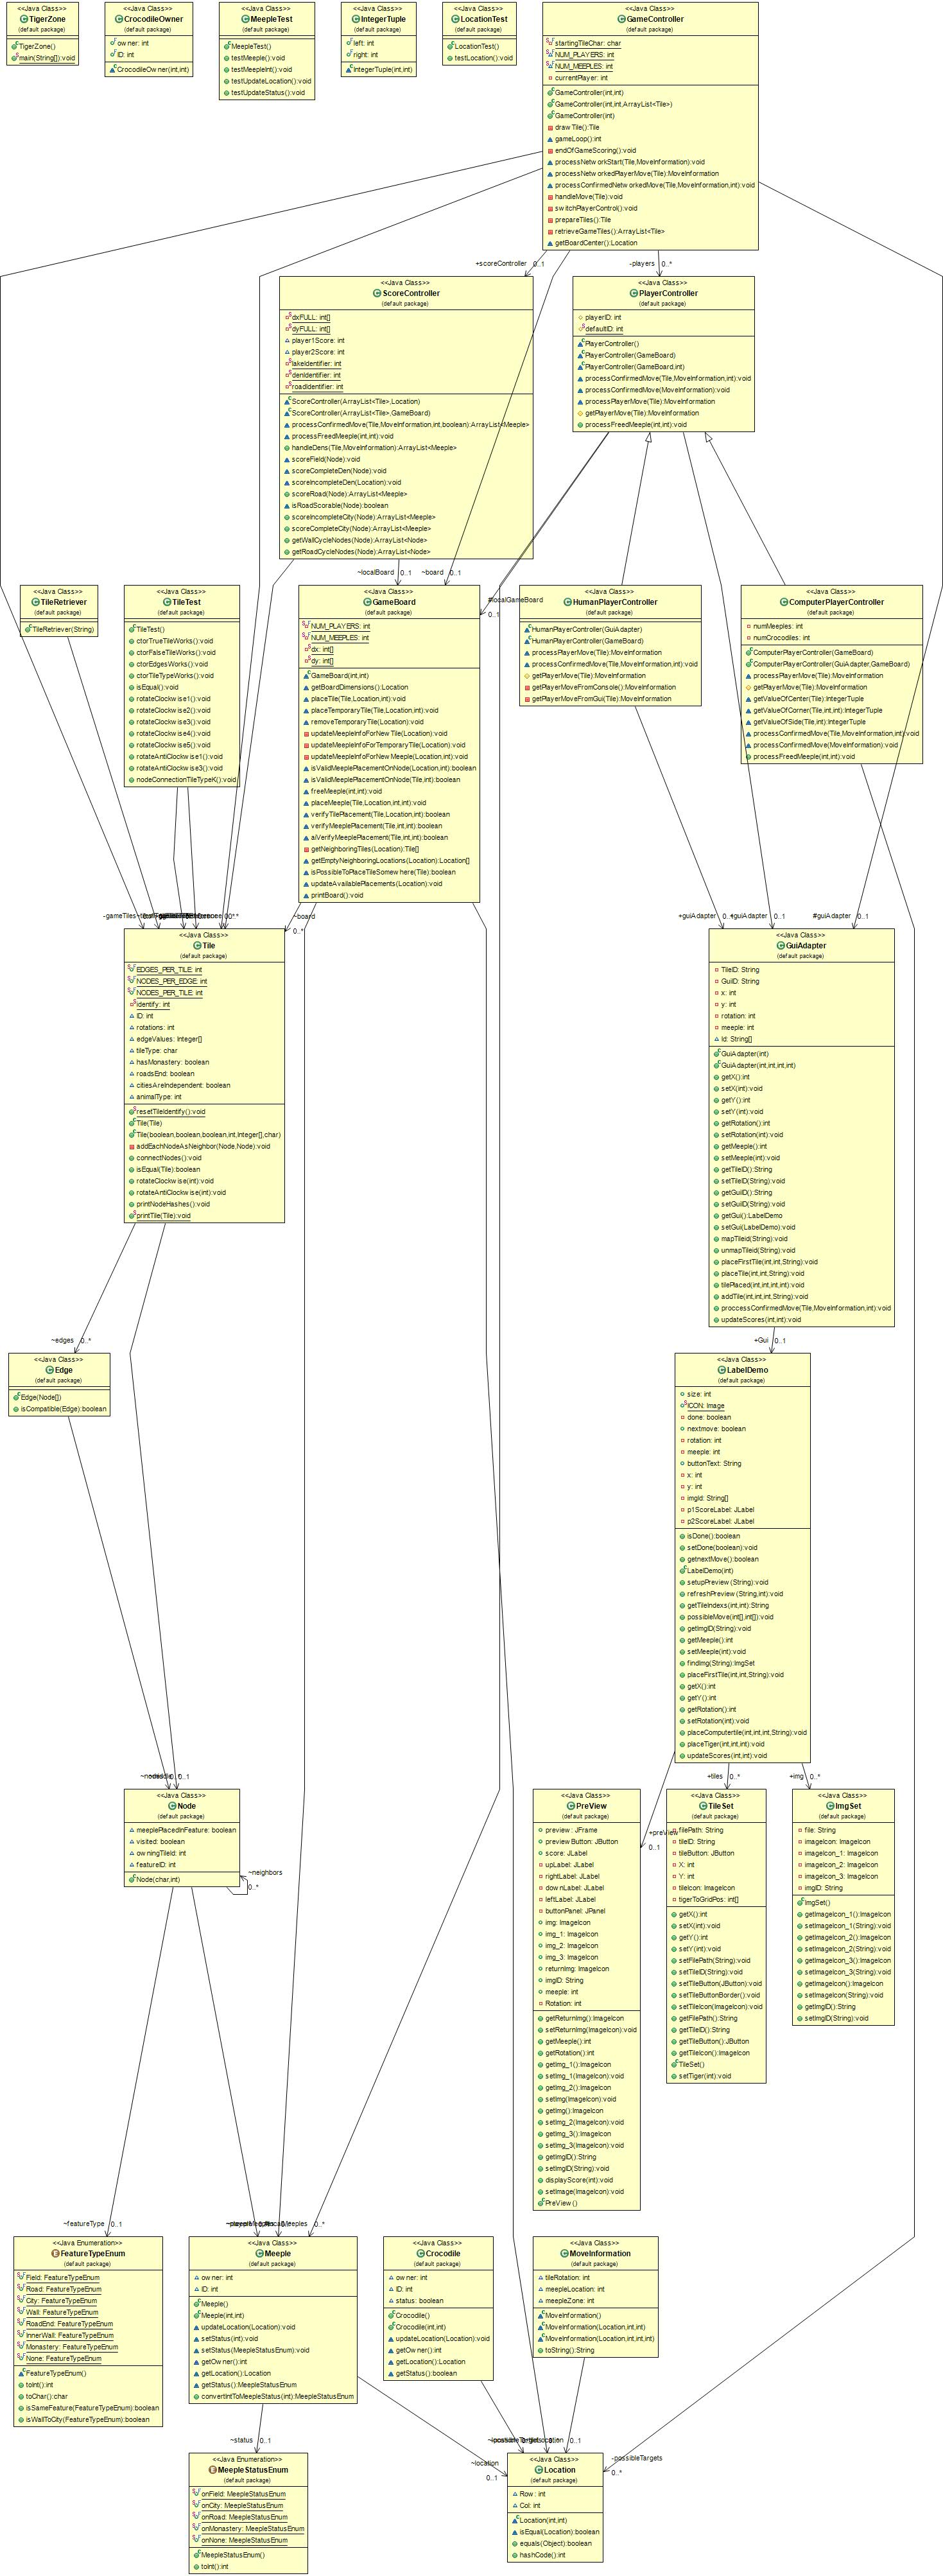 <<Java Class>>
TigerZone
(default package)
TigerZone()
main(String[]):void
<<Java Class>>
CrocodileOwner
(default package)
owner: int
ID: int
CrocodileOwner(int,int)
<<Java Class>>
MeepleTest
(default package)
MeepleTest()
testMeeple():void
testMeepleInt():void
testUpdateLocation():void
testUpdateStatus():void
<<Java Class>>
IntegerTuple
(default package)
left: int
right: int
IntegerTuple(int,int)
<<Java Class>>
LocationTest
(default package)
LocationTest()
testLocation():void
<<Java Class>>
GameController
(default package)
startingTileChar: char
NUM_PLAYERS: int
NUM_MEEPLES: int
currentPlayer: int
GameController(int,int)
GameController(int,int,ArrayList<Tile>)
GameController(int)
drawTile():Tile
gameLoop():int
endOfGameScoring():void
processNetworkStart(Tile,MoveInformation):void
processNetworkedPlayerMove(Tile):MoveInformation
processConfirmedNetworkedMove(Tile,MoveInformation,int):void
handleMove(Tile):void
switchPlayerControl():void
prepareTiles():Tile
retrieveGameTiles():ArrayList<Tile>
getBoardCenter():Location
+scoreController 0..1
-players 0..*
<<Java Class>>
ScoreController
(default package)
dxFULL: int[]
dyFULL: int[]
player1Score: int
player2Score: int
lakeIdentifier: int
denIdentifier: int
roadIdentifier: int
ScoreController(ArrayList<Tile>,Location)
ScoreController(ArrayList<Tile>,GameBoard)
processConfirmedMove(Tile,MoveInformation,int,boolean):ArrayList<Meeple>
processFreedMeeple(int,int):void
handleDens(Tile,MoveInformation):ArrayList<Meeple>
scoreField(Node):void
scoreCompleteDen(Node):void
scoreIncompleteDen(Location):void
scoreRoad(Node):ArrayList<Meeple>
isRoadScorable(Node):boolean
scoreIncompleteCity(Node):ArrayList<Meeple>
scoreCompleteCity(Node):ArrayList<Meeple>
getWallCycleNodes(Node):ArrayList<Node>
getRoadCycleNodes(Node):ArrayList<Node>
<<Java Class>>
PlayerController
(default package)
playerID: int
defaultID: int
PlayerController()
PlayerController(GameBoard)
PlayerController(GameBoard,int)
processConfirmedMove(Tile,MoveInformation,int):void
processConfirmedMove(MoveInformation):void
processPlayerMove(Tile):MoveInformation
getPlayerMove(Tile):MoveInformation
processFreedMeeple(int,int):void
~localBoard 0..1
~board 0..1
#localGameBoard
0..1
<<Java Class>>
TileRetriever
(default package)
TileRetriever(String)
<<Java Class>>
TileTest
(default package)
TileTest()
ctorTrueTileWorks():void
ctorFalseTileWorks():void
ctorEdgesWorks():void
ctorTileTypeWorks():void
isEqual():void
rotateClockwise1():void
rotateClockwise2():void
rotateClockwise3():void
rotateClockwise4():void
rotateClockwise5():void
rotateAntiClockwise1():void
rotateAntiClockwise3():void
nodeConnectionTileTypeK():void
<<Java Class>>
GameBoard
(default package)
NUM_PLAYERS: int
NUM_MEEPLES: int
dx: int[]
dy: int[]
GameBoard(int,int)
getBoardDimensions():Location
placeTile(Tile,Location,int):void
placeTemporaryTile(Tile,Location,int):void
removeTemporaryTile(Location):void
updateMeepleInfoForNewTile(Location):void
updateMeepleInfoForTemporaryTile(Location):void
updateMeepleInfoForNewMeeple(Location,int):void
isValidMeeplePlacementOnNode(Location,int):boolean
isValidMeeplePlacementOnNode(Tile,int):boolean
freeMeeple(int,int):void
placeMeeple(Tile,Location,int,int):void
verifyTilePlacement(Tile,Location,int):boolean
verifyMeeplePlacement(Tile,int,int):boolean
aiVerifyMeeplePlacement(Tile,int,int):boolean
getNeighboringTiles(Location):Tile[]
getEmptyNeighboringLocations(Location):Location[]
isPossibleToPlaceTileSomewhere(Tile):boolean
updateAvailablePlacements(Location):void
printBoard():void
<<Java Class>>
HumanPlayerController
(default package)
HumanPlayerController(GuiAdapter)
HumanPlayerController(GameBoard)
processPlayerMove(Tile):MoveInformation
processConfirmedMove(Tile,MoveInformation,int):void
getPlayerMove(Tile):MoveInformation
getPlayerMoveFromConsole():MoveInformation
getPlayerMoveFromGui(Tile):MoveInformation
<<Java Class>>
ComputerPlayerController
(default package)
numMeeples: int
numCrocodiles: int
ComputerPlayerController(GameBoard)
ComputerPlayerController(GuiAdapter,GameBoard)
processPlayerMove(Tile):MoveInformation
getPlayerMove(Tile):MoveInformation
getValueOfCenter(Tile):IntegerTuple
getValueOfCorner(Tile,int,int):IntegerTuple
getValueOfSide(Tile,int):IntegerTuple
processConfirmedMove(Tile,MoveInformation,int):void
processConfirmedMove(MoveInformation):void
processFreedMeeple(int,int):void
-gameTiles
~board
0..*
+guiAdapter
+guiAdapter 0..1
#guiAdapter 0..1
<<Java Class>>
Tile
(default package)
EDGES_PER_TILE: int
NODES_PER_EDGE: int
NODES_PER_TILE: int
identify: int
ID: int
rotations: int
edgeValues: Integer[]
tileType: char
hasMonastery: boolean
roadsEnd: boolean
citiesAreIndependent: boolean
animalType: int
resetTileIdentify():void
Tile(Tile)
Tile(boolean,boolean,boolean,int,Integer[],char)
addEachNodeAsNeighbor(Node,Node):void
connectNodes():void
isEqual(Tile):boolean
rotateClockwise(int):void
rotateAntiClockwise(int):void
printNodeHashes():void
printTile(Tile):void
<<Java Class>>
GuiAdapter
(default package)
TileID: String
GuiID: String
x: int
y: int
rotation: int
meeple: int
Id: String[]
GuiAdapter(int)
GuiAdapter(int,int,int,int)
getX():int
setX(int):void
getY():int
setY(int):void
getRotation():int
setRotation(int):void
getMeeple():int
setMeeple(int):void
getTileID():String
setTileID(String):void
getGuiID():String
setGuiID(String):void
getGui():LabelDemo
setGui(LabelDemo):void
mapTileid(String):void
unmapTileid(String):void
placeFirstTile(int,int,String):void
placeTile(int,int,String):void
tilePlaced(int,int,int,int):void
addTile(int,int,int,String):void
proccessConfirmedMove(Tile,MoveInformation,int):void
updateScores(int,int):void
~edges 0..*
+Gui 0..1
<<Java Class>>
Edge
(default package)
Edge(Node[])
isCompatible(Edge):boolean
<<Java Class>>
LabelDemo
(default package)
size: int
ICON: Image
done: boolean
nextmove: boolean
rotation: int
meeple: int
buttonText: String
x: int
y: int
imgId: String[]
p1ScoreLabel: JLabel
p2ScoreLabel: JLabel
isDone():boolean
setDone(boolean):void
getnextMove():boolean
LabelDemo(int)
setupPreview(String):void
refreshPreview(String,int):void
getTileIndexs(int,int):String
possibleMove(int[],int[]):void
getImgID(String):void
getMeeple():int
setMeeple(int):void
findImg(String):ImgSet
placeFirstTile(int,int,String):void
getX():int
getY():int
getRotation():int
setRotation(int):void
placeComputertile(int,int,int,String):void
placeTiger(int,int,int):void
updateScores(int,int):void
0..1
+tiles 0..*
+img 0..*
+preView
0..1
<<Java Class>>
Node
(default package)
meeplePlacedInFeature: boolean
visited: boolean
owningTileId: int
featureID: int
Node(char,int)
~neighbors
0..*
<<Java Class>>
PreView
(default package)
preview: JFrame
previewButton: JButton
score: JLabel
upLabel: JLabel
rightLabel: JLabel
downLabel: JLabel
leftLabel: JLabel
buttonPanel: JPanel
img: ImageIcon
img_1: ImageIcon
img_2: ImageIcon
img_3: ImageIcon
returnImg: ImageIcon
imgID: String
meeple: int
Rotation: int
getReturnImg():ImageIcon
setReturnImg(ImageIcon):void
getMeeple():int
getRotation():int
getImg_1():ImageIcon
setImg_1(ImageIcon):void
getImg_2():ImageIcon
setImg(ImageIcon):void
getImg():ImageIcon
setImg_2(ImageIcon):void
getImg_3():ImageIcon
setImg_3(ImageIcon):void
getImgID():String
setImgID(String):void
displayScore(int):void
setImage(ImageIcon):void
PreView()
<<Java Class>>
TileSet
(default package)
filePath: String
tileID: String
tileButton: JButton
X: int
Y: int
tileIcon: ImageIcon
tigerToGridPos: int[]
getX():int
setX(int):void
getY():int
setY(int):void
setFilePath(String):void
setTileID(String):void
setTileButton(JButton):void
setTileButtonBorder():void
setTileIcon(ImageIcon):void
getFilePath():String
getTileID():String
getTileButton():JButton
getTileIcon():ImageIcon
TileSet()
setTiger(int):void
<<Java Class>>
ImgSet
(default package)
file: String
imageIcon: ImageIcon
imageIcon_1: ImageIcon
imageIcon_2: ImageIcon
imageIcon_3: ImageIcon
imgID: String
ImgSet()
getImageIcon_1():ImageIcon
setImageIcon_1(String):void
getImageIcon_2():ImageIcon
setImageIcon_2(String):void
getImageIcon_3():ImageIcon
setImageIcon_3(String):void
getImageIcon():ImageIcon
setImageIcon(String):void
getImgID():String
setImgID(String):void
~featureType 0..1
0..*
<<Java Enumeration>>
FeatureTypeEnum
(default package)
Field: FeatureTypeEnum
Road: FeatureTypeEnum
City: FeatureTypeEnum
Wall: FeatureTypeEnum
RoadEnd: FeatureTypeEnum
InnerWall: FeatureTypeEnum
Monastery: FeatureTypeEnum
None: FeatureTypeEnum
FeatureTypeEnum()
toInt():int
toChar():char
isSameFeature(FeatureTypeEnum):boolean
isWallToCity(FeatureTypeEnum):boolean
<<Java Class>>
Meeple
(default package)
owner: int
ID: int
Meeple()
Meeple(int,int)
updateLocation(Location):void
setStatus(int):void
setStatus(MeepleStatusEnum):void
getOwner():int
getLocation():Location
getStatus():MeepleStatusEnum
convertIntToMeepleStatus(int):MeepleStatusEnum
<<Java Class>>
Crocodile
(default package)
owner: int
ID: int
status: boolean
Crocodile()
Crocodile(int,int)
updateLocation(Location):void
getOwner():int
getLocation():Location
getStatus():boolean
<<Java Class>>
MoveInformation
(default package)
tileRotation: int
meepleLocation: int
meepleZone: int
MoveInformation()
MoveInformation(Location,int,int)
MoveInformation(Location,int,int,int)
toString():String
~status 0..1
~location
0..1
0..1
-possibleTargets
0..*
<<Java Enumeration>>
MeepleStatusEnum
(default package)
onField: MeepleStatusEnum
onCity: MeepleStatusEnum
onRoad: MeepleStatusEnum
onMonastery: MeepleStatusEnum
onNone: MeepleStatusEnum
MeepleStatusEnum()
toInt():int
<<Java Class>>
Location
(default package)
Row: int
Col: int
Location(int,int)
isEqual(Location):boolean
equals(Object):boolean
hashCode():int